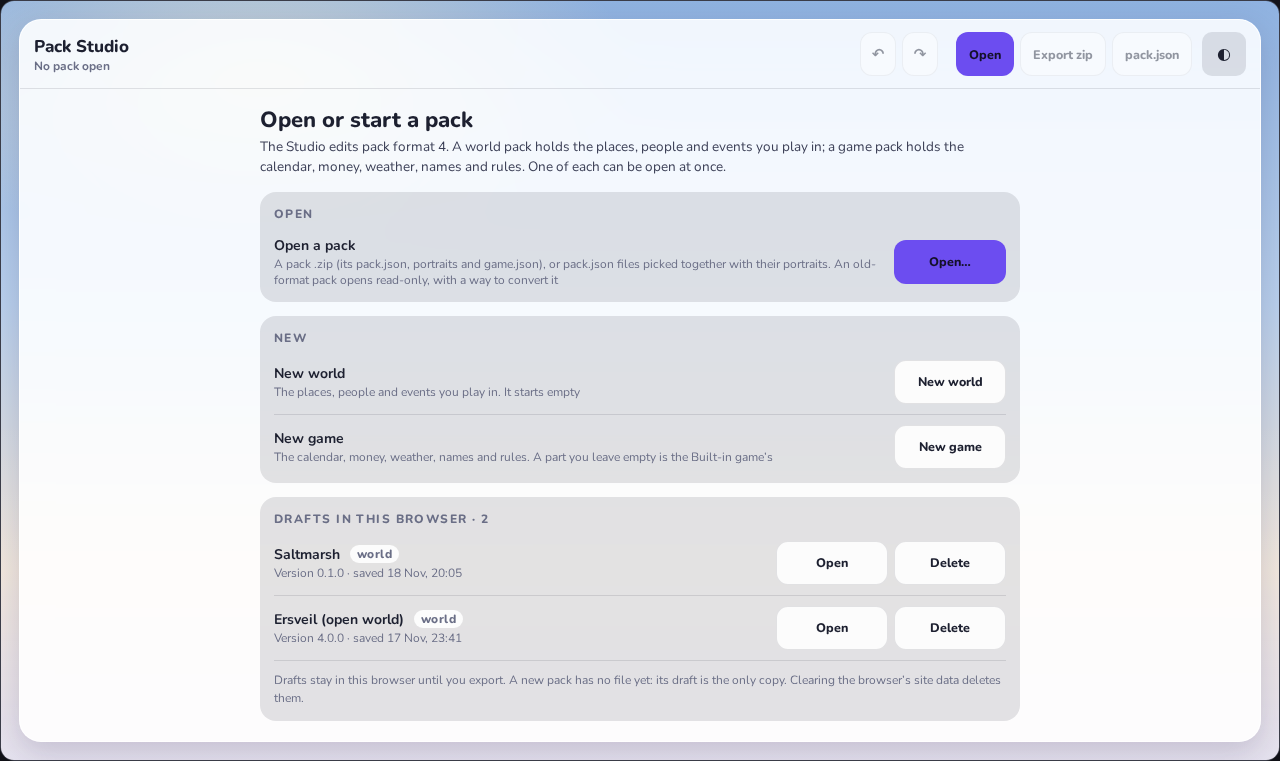 Pack Studio
No pack open
↶
↷
Open
Export zip
pack.json
Open or start a pack
The Studio edits pack format 4. A world pack holds the places, people and events you play in; a game pack holds the
calendar, money, weather, names and rules. One of each can be open at once.
OPEN
Open a pack
A pack .zip (its pack.json, portraits and game.json), or pack.json files picked together with their portraits. An old-
format pack opens read-only, with a way to convert it
Open…
NEW
New world
The places, people and events you play in. It starts empty
New world
New game
The calendar, money, weather, names and rules. A part you leave empty is the Built-in game’s
New game
DRAFTS IN THIS BROWSER · 2
Saltmarsh world
Version 0.1.0 · saved 18 Nov, 20:05
Open
Delete
Ersveil (open world) world
Version 4.0.0 · saved 17 Nov, 23:41
Open
Delete
Drafts stay in this browser until you export. A new pack has no file yet: its draft is the only copy. Clearing the browser’s site data deletes
them.